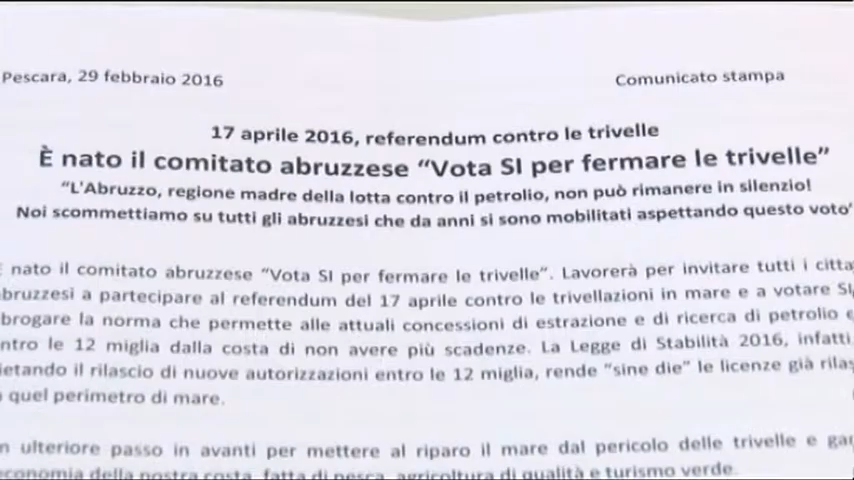 Pescara, 29 febbraio 2016
Comunicato stampa
17 aprile 2016, referendum contro le trivelle
È nato il comitato abruzzese “Vota SI per fermare le trivelle”
“L'Abruzzo, regione madre della lotta contro il petrolio, non può rimanere in silenzio!
Noi scommettiamo su tutti gli abruzzesi che da anni si sono mobilitati aspettando questo voto”
È nato il comitato abruzzese “Vota SI per fermare le trivelle”. Lavorerà per invitare tutti i citta
bruzzesi a partecipare al referendum del 17 aprile contro le trivellazioni in mare e a votare SI
brogare la norma che permette alle attuali concessioni di estrazione e di ricerca di petrolio e
ntro le 12 miglia dalla costa di non avere più scadenze. La Legge di Stabilità 2016, infatti,
ietando il rilascio di nuove autorizzazioni entro le 12 miglia, rende “sine die” le licenze già rilas
quel perimetro di mare.
n ulteriore passo in avanti per mettere al riparo il mare dal pericolo delle trivelle e gar
economia della nostra costa, fatta di pesca, agricoltura di qualità e turismo verde.